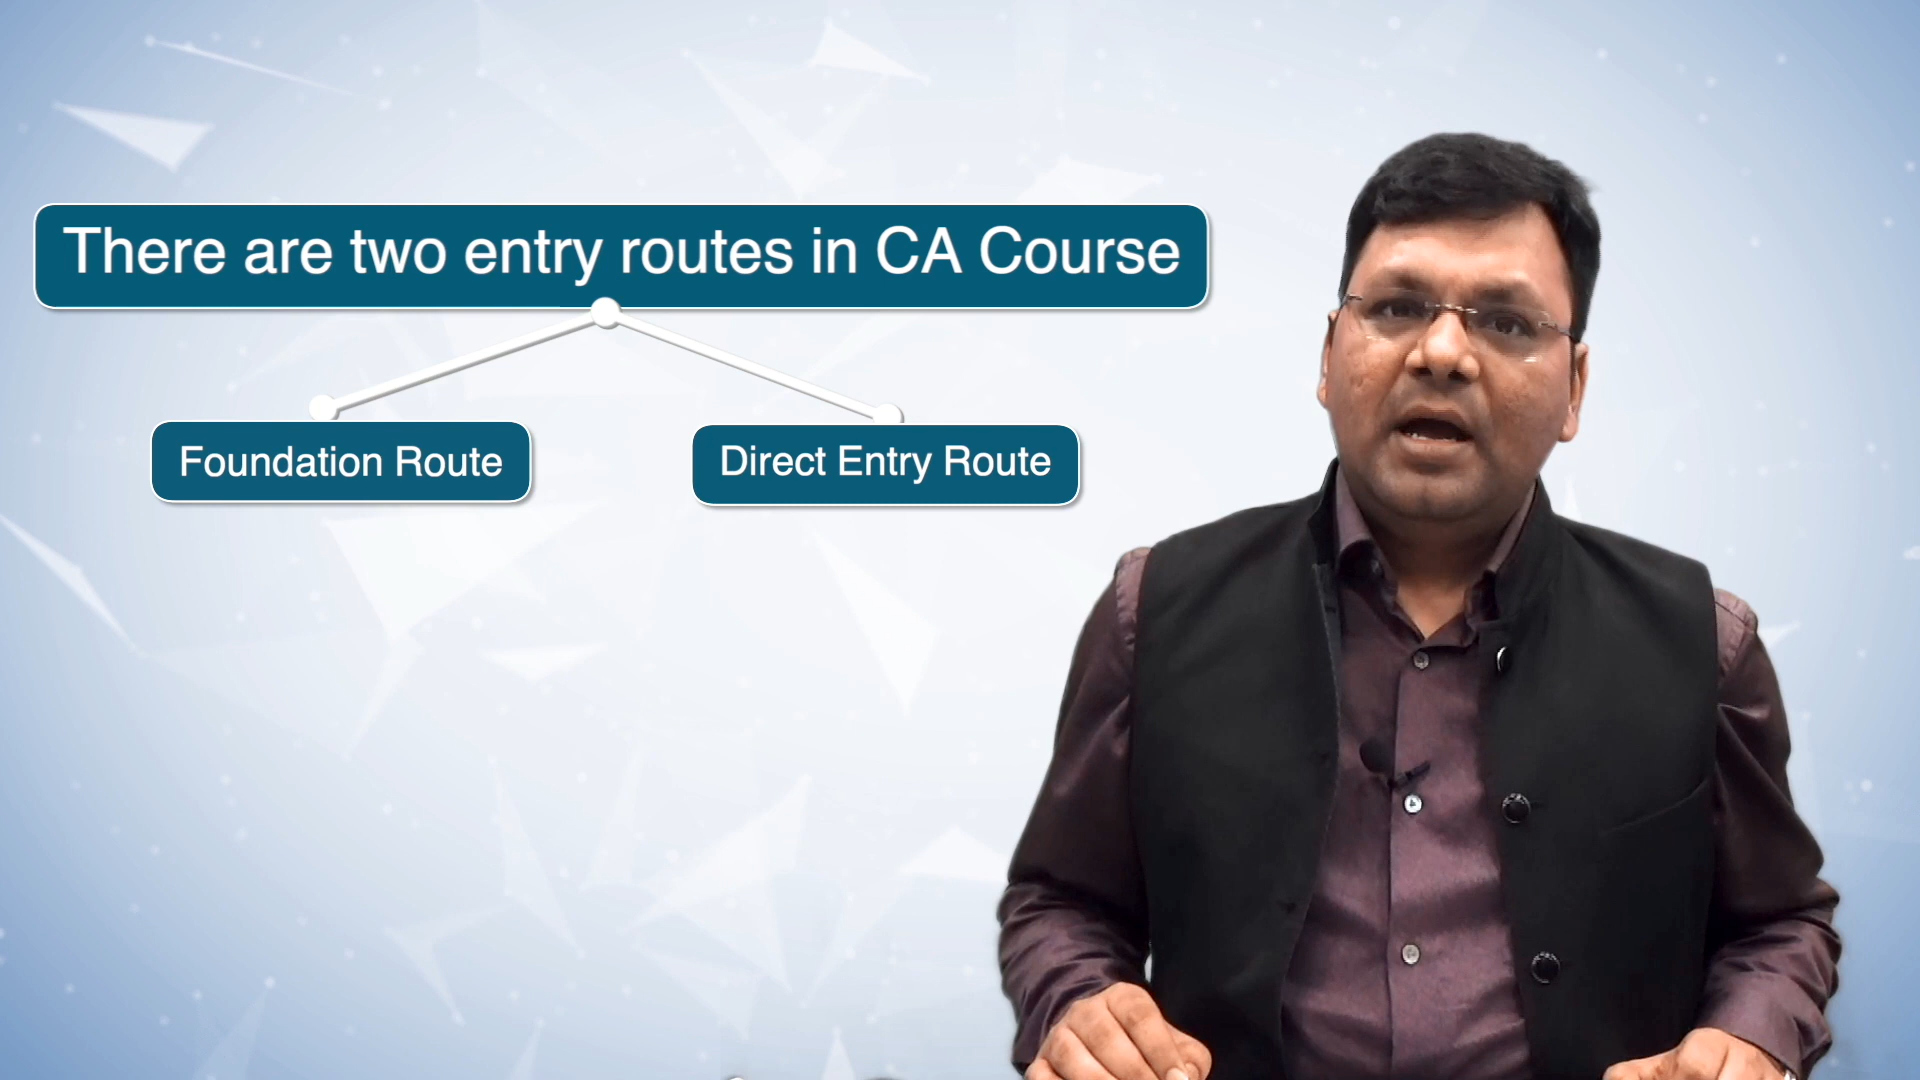 There are two entry routes in CA Course
Foundation Route
Direct Entry Route